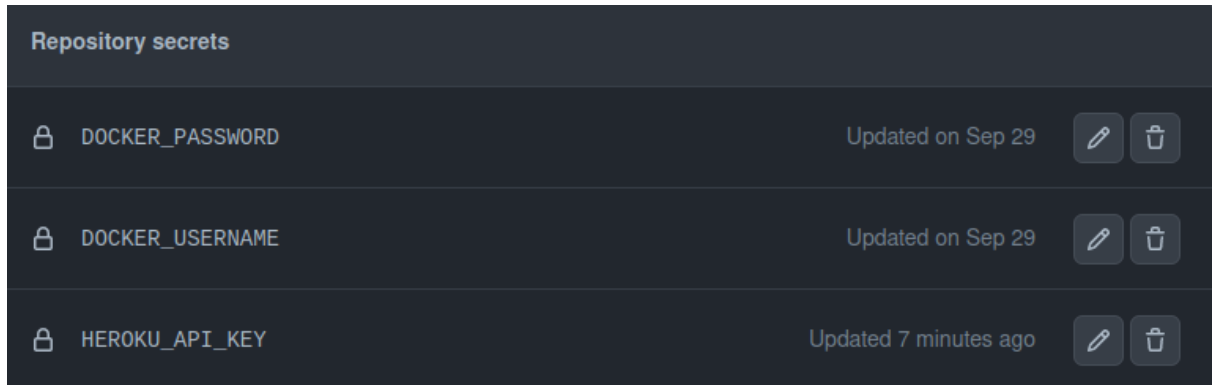 Repository secrets
DOCKER_PASSWORD Updated on Sep 29
DOCKER_USERNAME Updated on Sep 29
HEROKU_API_KEY Updated 7 minutes ago